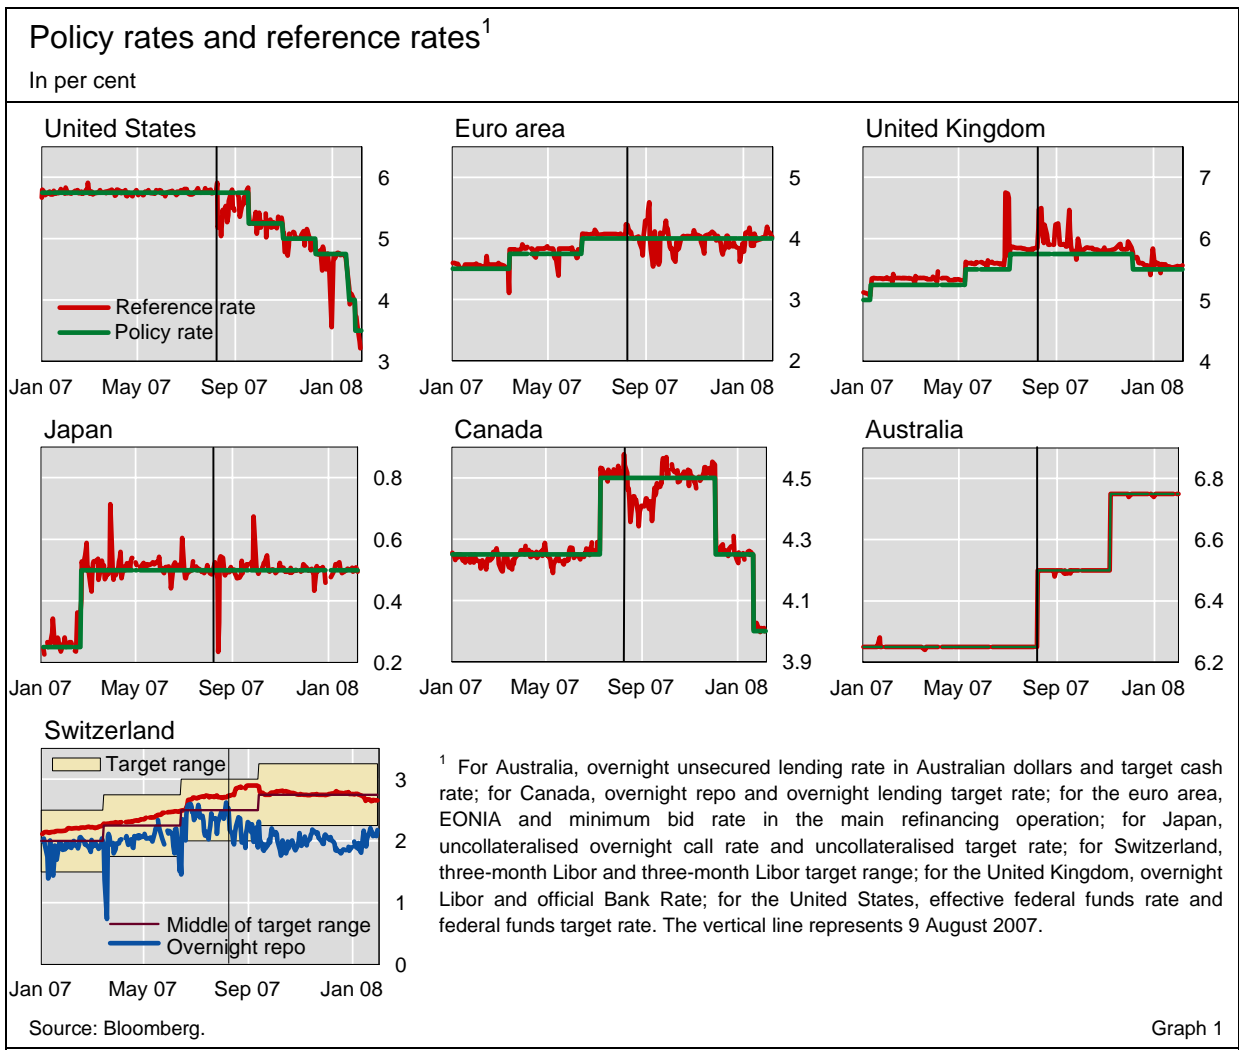 Policy rates and reference rates1
In per cent
United States
6
5
4
3
Reference rate
Policy rate
Jan 07 May 07 Sep 07 Jan 08
Euro area
5
4
3
2
Jan 07 May 07 Sep 07 Jan 08
United Kingdom
7
6
5
4
Jan 07 May 07 Sep 07 Jan 08
Japan
0.8
0.6
0.4
0.2
Jan 07 May 07 Sep 07 Jan 08
Canada
4.5
4.3
4.1
3.9
Jan 07 May 07 Sep 07 Jan 08
Australia
6.8
6.6
6.4
6.2
Jan 07 May 07 Sep 07 Jan 08
Switzerland
Target range
3
2
1
0
Middle of target range
Overnight repo
Jan 07 May 07 Sep 07 Jan 08
1 For Australia, overnight unsecured lending rate in Australian dollars and target cash
rate; for Canada, overnight repo and overnight lending target rate; for the euro area,
EONIA and minimum bid rate in the main refinancing operation; for Japan,
uncollateralised overnight call rate and uncollateralised target rate; for Switzerland,
three-month Libor and three-month Libor target range; for the United Kingdom, overnight
Libor and official Bank Rate; for the United States, effective federal funds rate and
federal funds target rate. The vertical line represents 9 August 2007.
Source: Bloomberg.
Graph 1